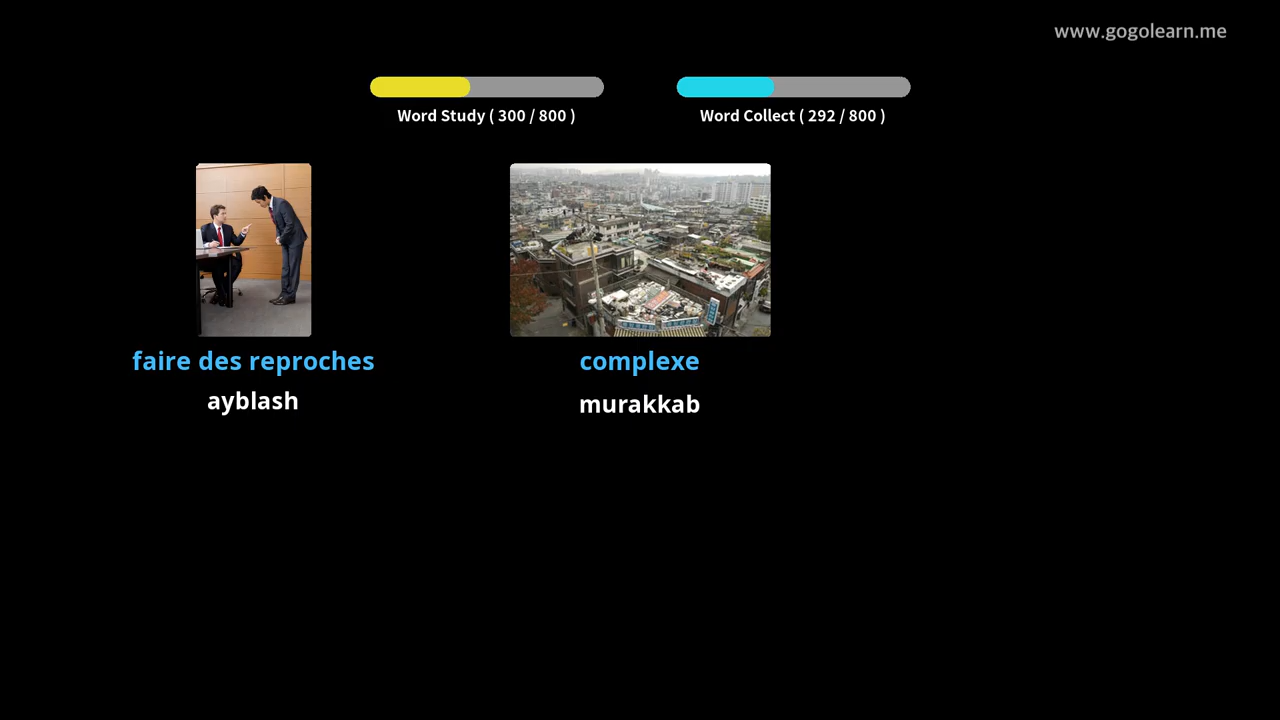 www.gogolearn.me
Word Study ( 300 / 800 )
Word Collect ( 292 / 800 )
faire des reproches
complexe
ayblash
murakkab